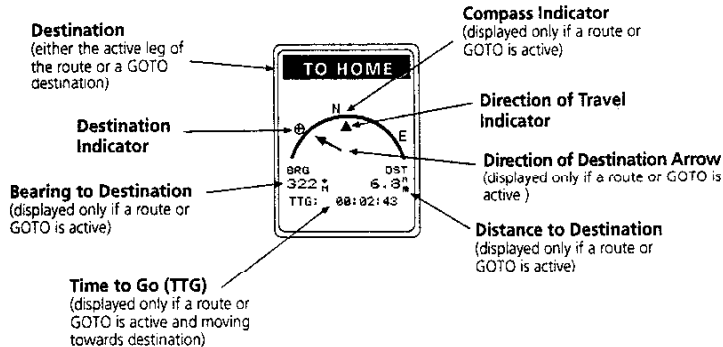 Destination
(either the active leg of
the route or a GOTO
destination)
Compass Indicator
(displayed only if a route or
GOTO is active)
TO HOME
N
E
Direction of Travel
Indicator
Destination
Indicator
Direction of Destination Arrow
(displayed only if a route or GOTO is
active )
BRG
DST
322°M
6.8nm
TTG: 00:02:43
Bearing to Destination
(displayed only if a route or
GOTO is active)
Distance to Destination
(displayed only if a route or
GOTO is active)
Time to Go (TTG)
(displayed only if a route or
GOTO is active and moving
towards destination)